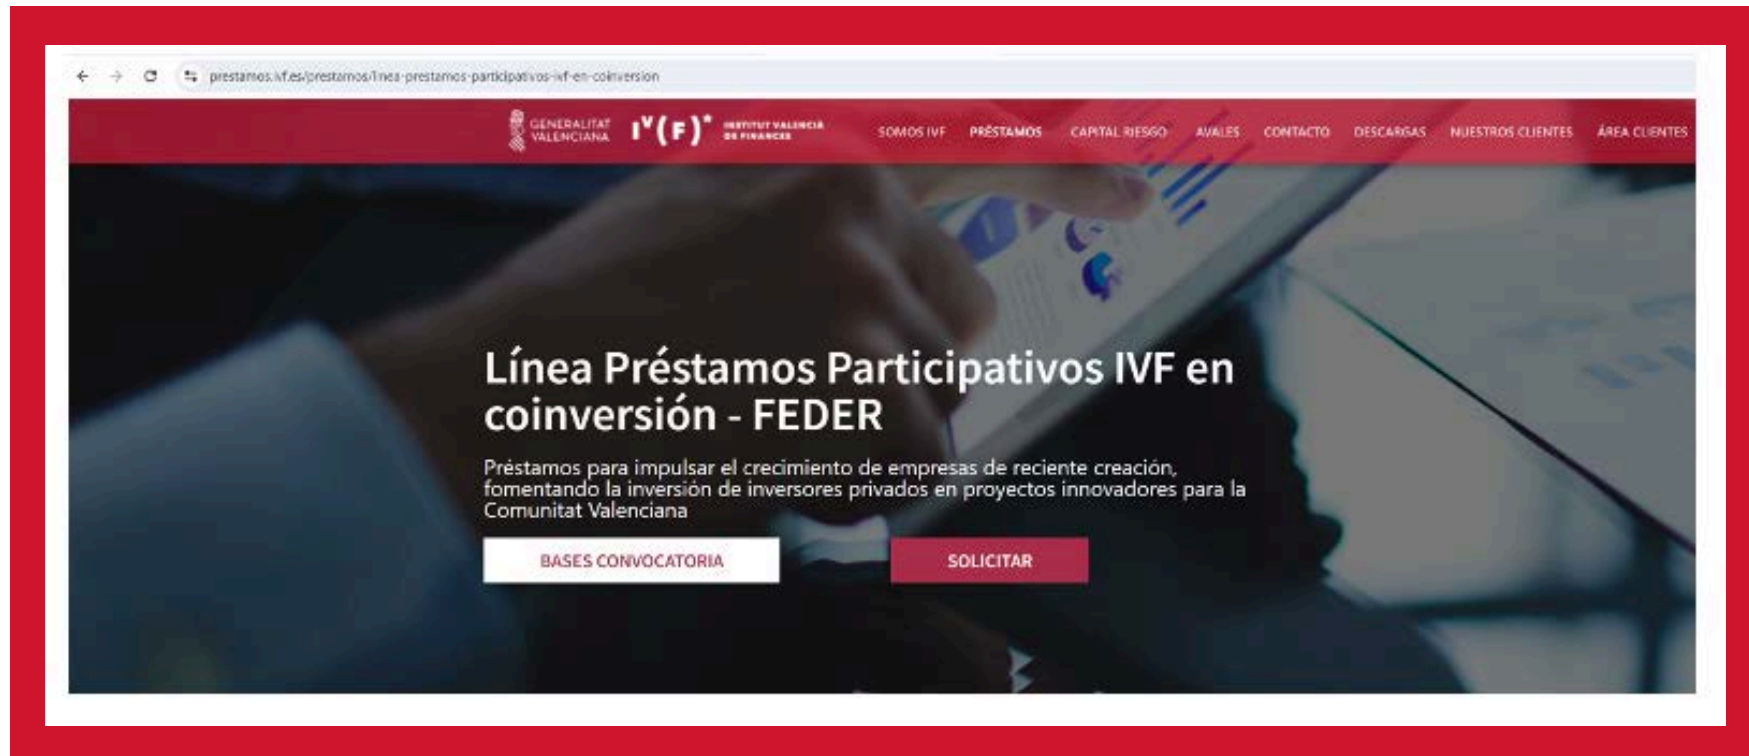 prestamos.ivf.es/prestamos/linea-prestamos-participativos-ivf-en-coinversion
GENERALITAT
VALENCIANA
IV(F)*
INSTITUT VALENCIÀ
DE FINANCES
SOMOS IVF PRÉSTAMOS CAPITAL RIESGO AVALES CONTACTO DESCARGAS NUESTROS CLIENTES ÁREA CLIENTES
Línea Préstamos Participativos IVF en
coinversión - FEDER
Préstamos para impulsar el crecimiento de empresas de reciente creación,
fomentando la inversión de inversores privados en proyectos innovadores para la
Comunitat Valenciana
BASES CONVOCATORIA SOLICITAR